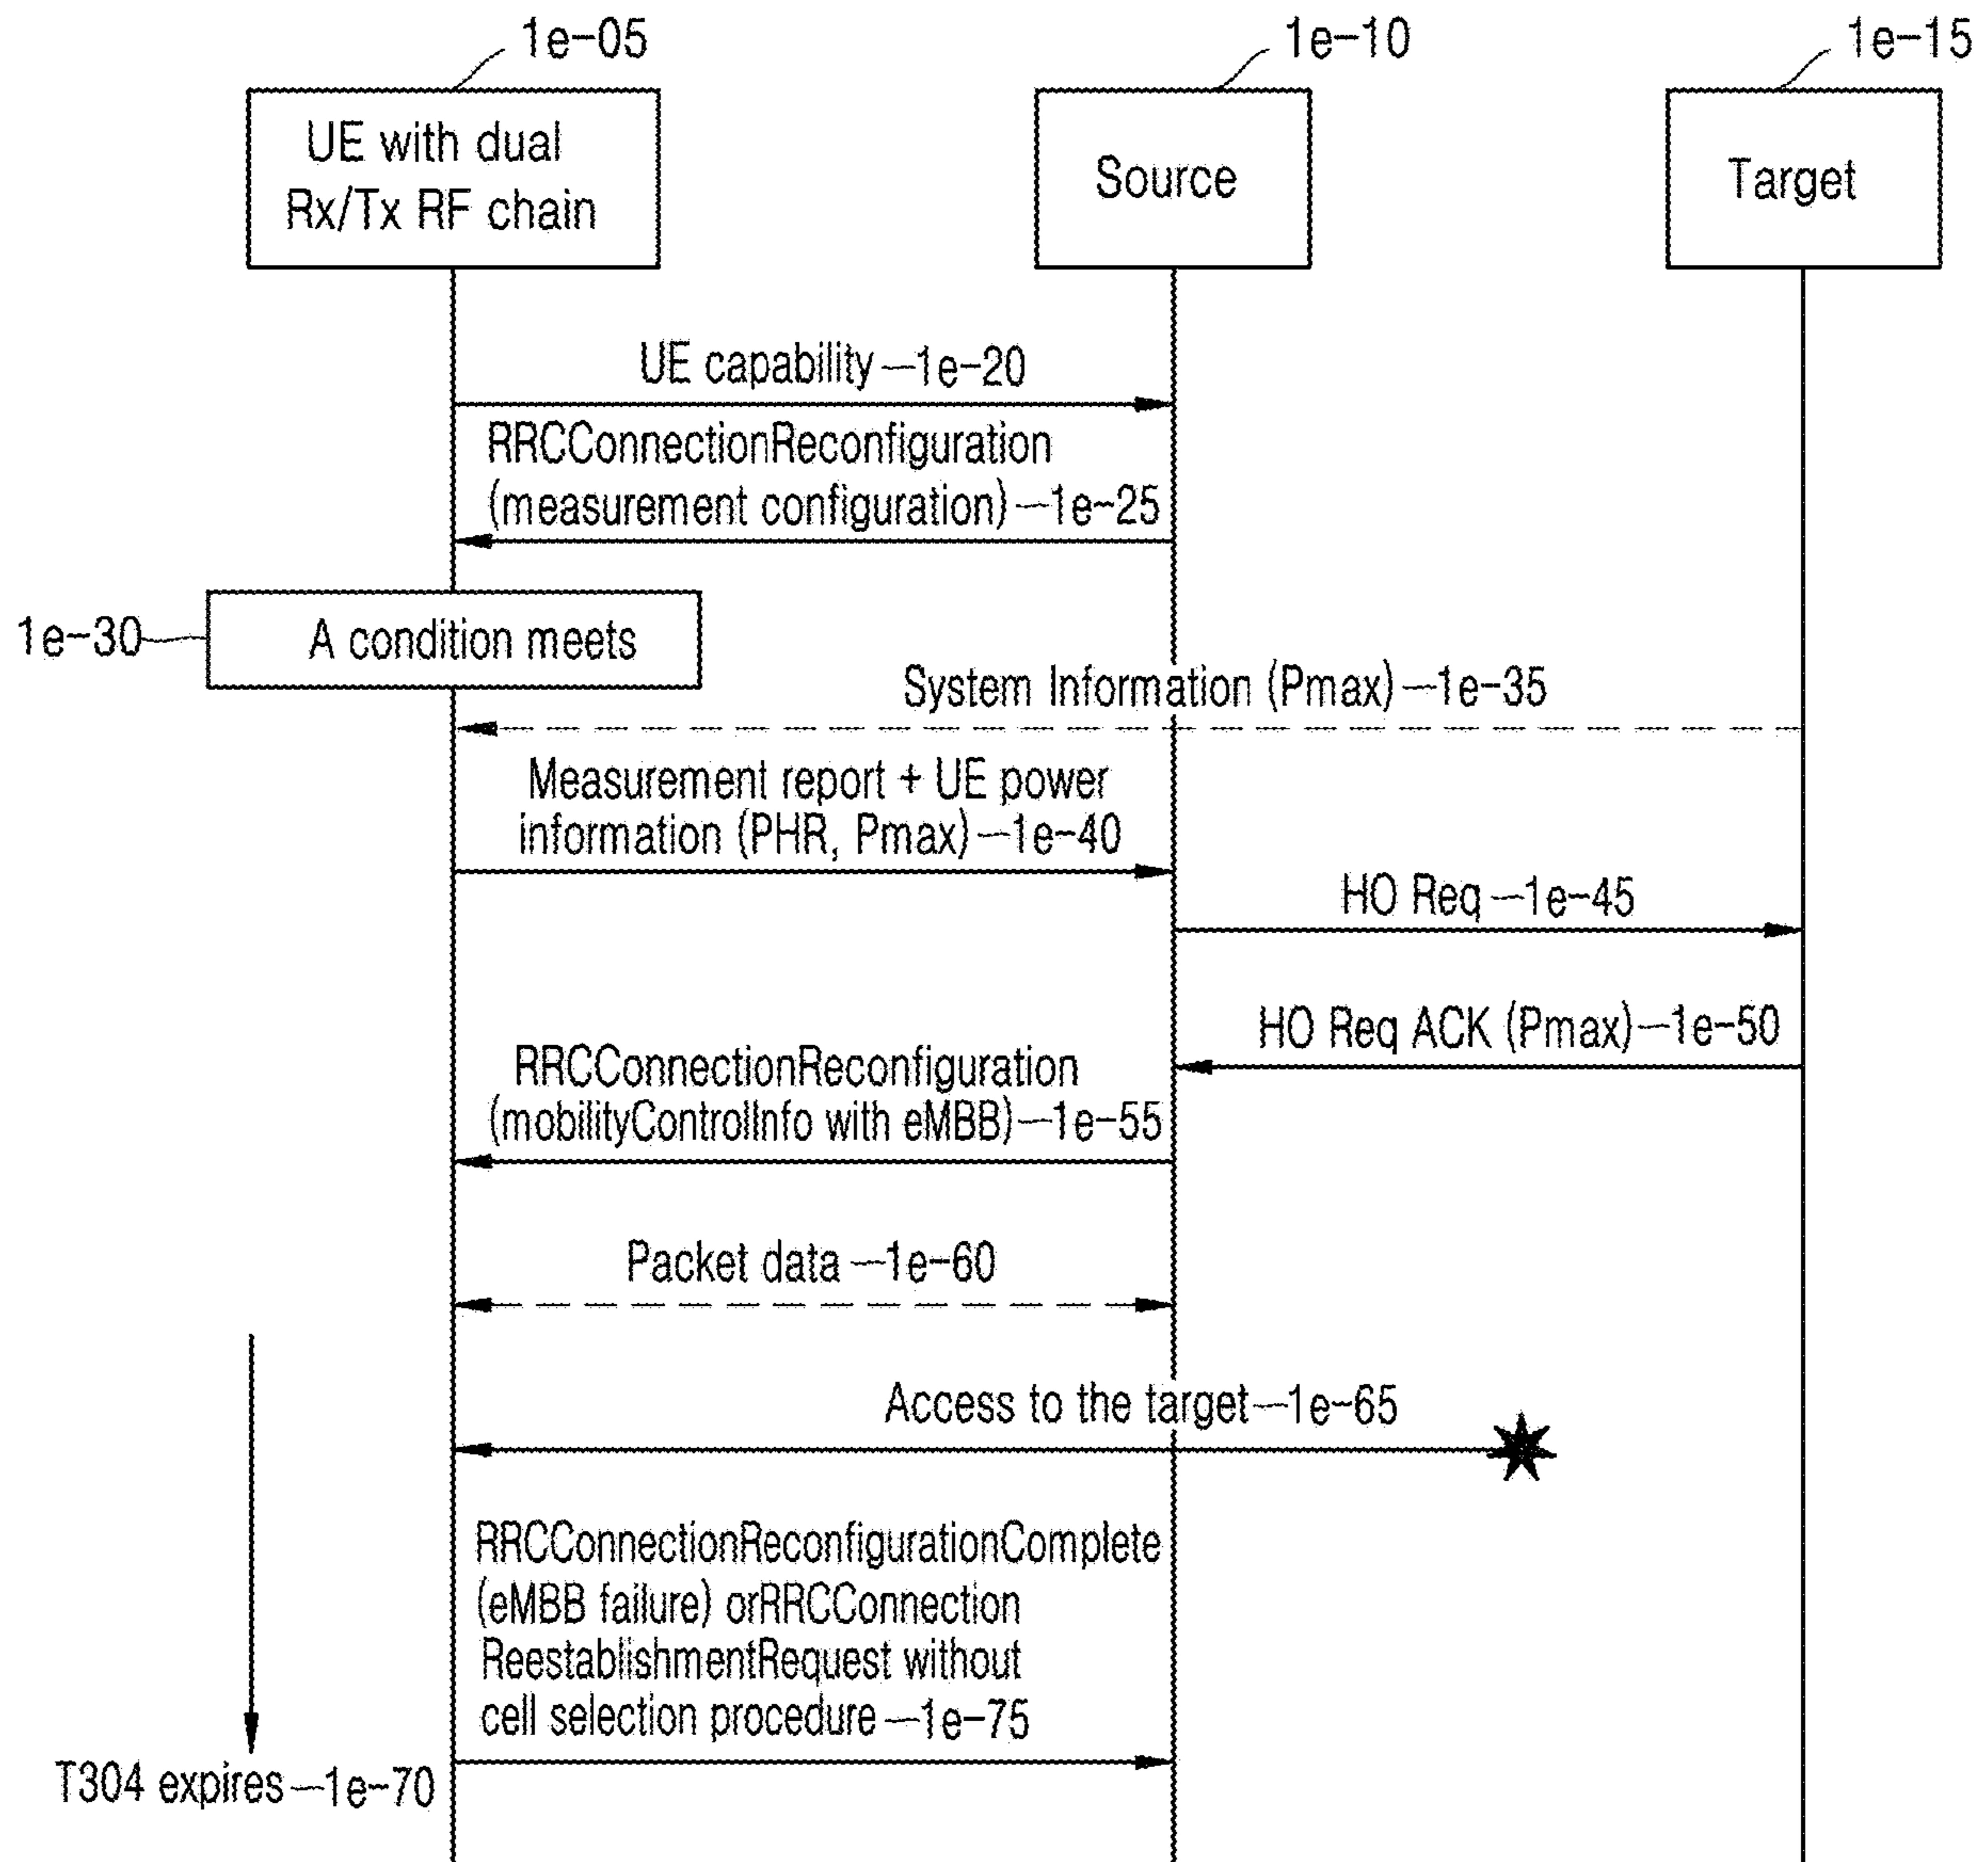 1e-05
1e-10
1e-15
UE with dual
Rx/Tx RF chain
Source
Target
UE capability 1e-20
RRCConnectionReconfiguration
(measurement configuration) 1e-25
1e-30
A condition meets
System Information (Pmax) 1e-35
Measurement report + UE power
information (PHR, Pmax) 1e-40
HO Req 1e-45
HO Req ACK (Pmax) 1e-50
RRCConnectionReconfiguration
(mobilityControlInfo with eMBB) 1e-55
Packet data 1e-60
Access to the target 1e-65
RRCConnectionReconfigurationComplete
(eMBB failure) orRRCConnection
ReestablishmentRequest without
cell selection procedure 1e-75
T304 expires 1e-70